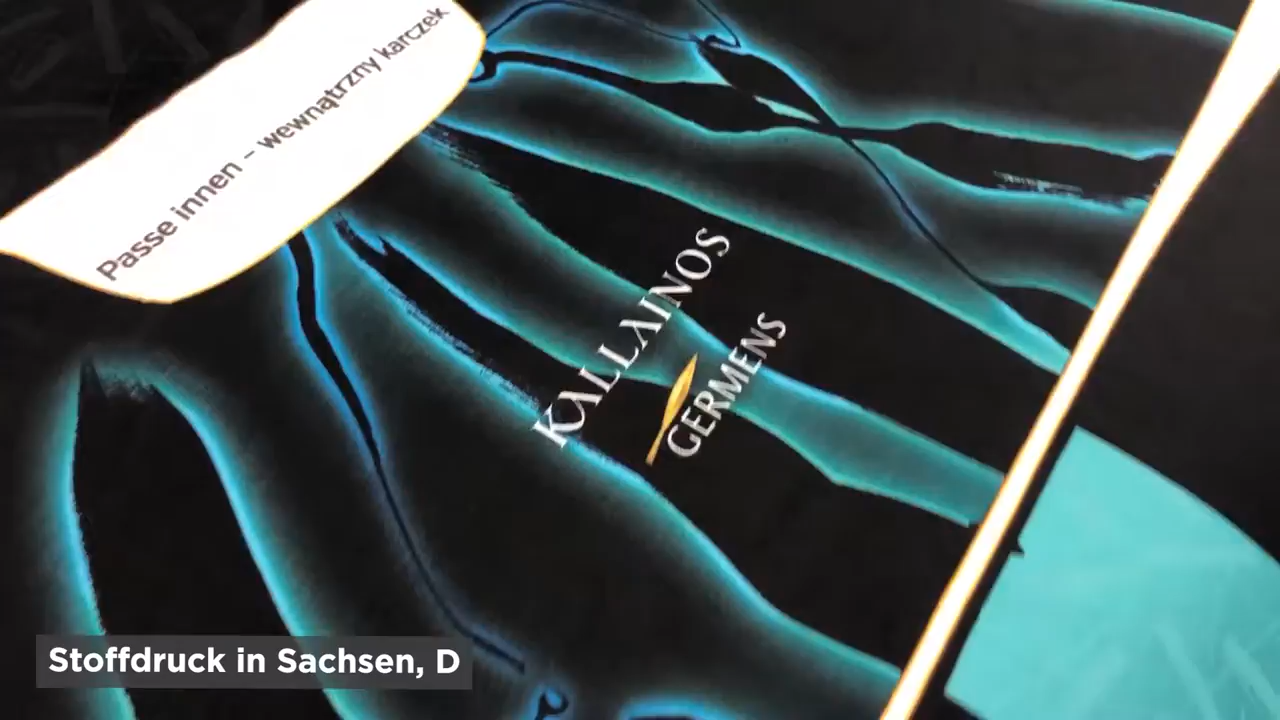 Passe innen – wewnątrzny karczek
KALLAINOS
GERMENS
Stoffdruck in Sachsen, D